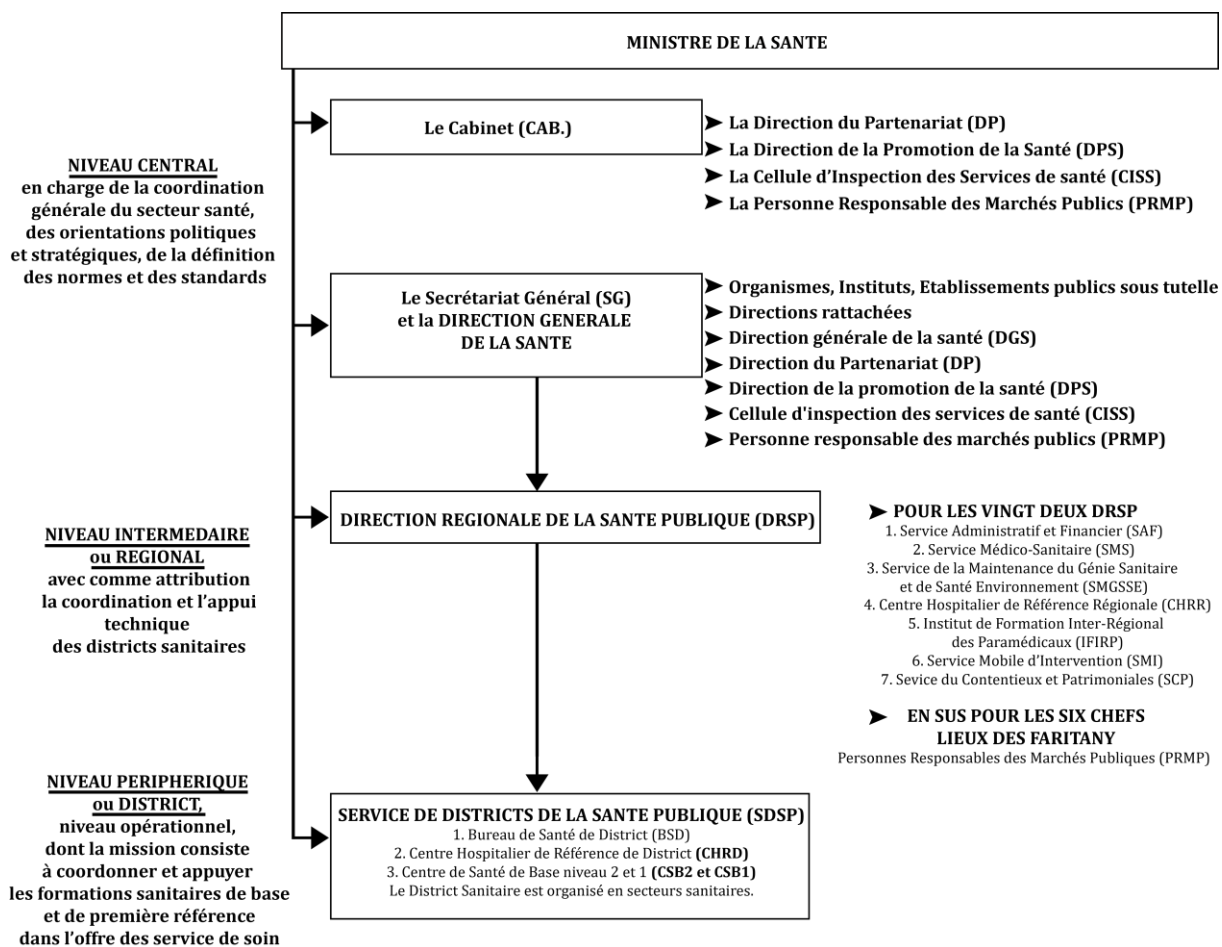 MINISTRE DE LA SANTE
NIVEAU CENTRAL
en charge de la coordination
générale du secteur santé,
des orientations politiques
et stratégiques, de la définition
des normes et des standards
Le Cabinet (CAB.)
➤ La Direction du Partenariat (DP)
➤ La Direction de la Promotion de la Santé (DPS)
➤ La Cellule d’Inspection des Services de santé (CISS)
➤ La Personne Responsable des Marchés Publics (PRMP)
Le Secrétariat Général (SG)
et la DIRECTION GENERALE
DE LA SANTE
➤ Organismes, Instituts, Etablissements publics sous tutelle
➤ Directions rattachées
➤ Direction générale de la santé (DGS)
➤ Direction du Partenariat (DP)
➤ Direction de la promotion de la santé (DPS)
➤ Cellule d'inspection des services de santé (CISS)
➤ Personne responsable des marchés publics (PRMP)
NIVEAU INTERMEDAIRE
ou REGIONAL
avec comme attribution
la coordination et l’appui
technique
des districts sanitaires
DIRECTION REGIONALE DE LA SANTE PUBLIQUE (DRSP)
➤ POUR LES VINGT DEUX DRSP
1. Service Administratif et Financier (SAF)
2. Service Médico-Sanitaire (SMS)
3. Service de la Maintenance du Génie Sanitaire
et de Santé Environnement (SMGSSE)
4. Centre Hospitalier de Référence Régionale (CHRR)
5. Institut de Formation Inter-Régional
des Paramédicaux (IFIRP)
6. Service Mobile d’Intervention (SMI)
7. Sevice du Contentieux et Patrimoniales (SCP)
➤ EN SUS POUR LES SIX CHEFS
LIEUX DES FARITANY
Personnes Responsables des Marchés Publiques (PRMP)
NIVEAU PERIPHERIQUE
ou DISTRICT,
niveau opérationnel,
dont la mission consiste
à coordonner et appuyer
les formations sanitaires de base
et de première référence
dans l’offre des service de soin
SERVICE DE DISTRICTS DE LA SANTE PUBLIQUE (SDSP)
1. Bureau de Santé de District (BSD)
2. Centre Hospitalier de Référence de District (CHRD)
3. Centre de Santé de Base niveau 2 et 1 (CSB2 et CSB1)
Le District Sanitaire est organisé en secteurs sanitaires.